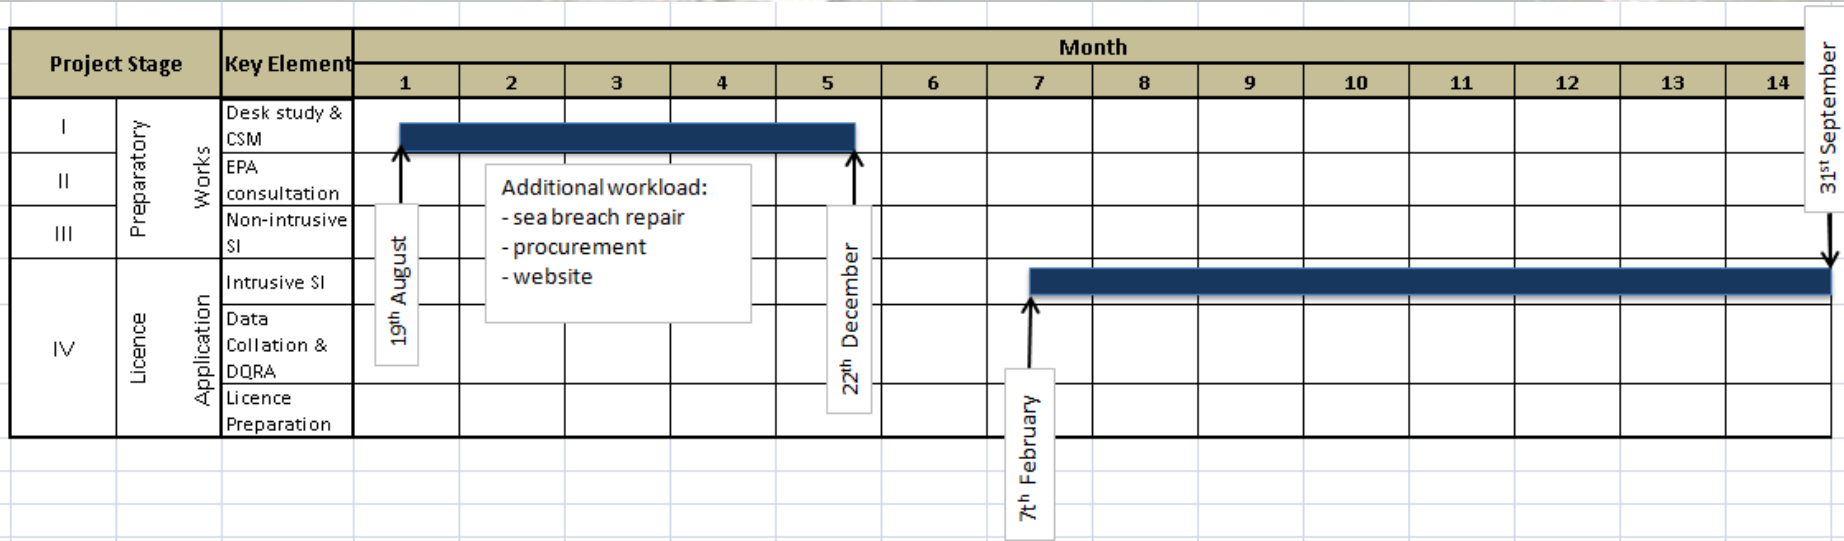 Project Stage
Key Element
Month
1 2 3 4 5 6 7 8 9 10 11 12 13 14
I
II
III
IV
Preparatory
Works
Licence
Application
Desk study &
CSM
EPA
consultation
Non-intrusive
SI
Intrusive SI
Data
Collation &
DQRA
Licence
Preparation
Additional workload:
- sea breach repair
- procurement
- website
19th August
22th December
7th February
31st September